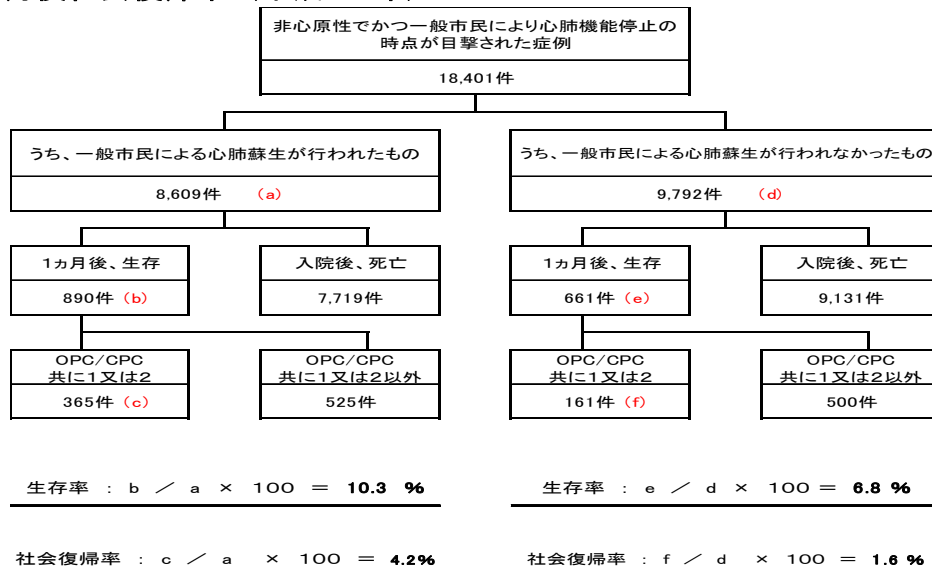 非心原性でかつ一般市民により心肺機能停止の
時点が目撃された症例
18,401件
うち、一般市民による心肺蘇生が行われたもの
8,609件 (a)
うち、一般市民による心肺蘇生が行われなかったもの
9,792件 (d)
1ヵ月後、生存
890件 (b)
入院後、死亡
7,719件
1ヵ月後、生存
661件 (e)
入院後、死亡
9,131件
OPC/CPC
共に1又は2
365件 (c)
OPC/CPC
共に1又は2以外
525件
OPC/CPC
共に1又は2
161件 (f)
OPC/CPC
共に1又は2以外
500件
生存率 : b / a × 100 = 10.3 %
生存率 : e / d × 100 = 6.8 %
社会復帰率 : c / a × 100 = 4.2%
社会復帰率 : f / d × 100 = 1.6 %